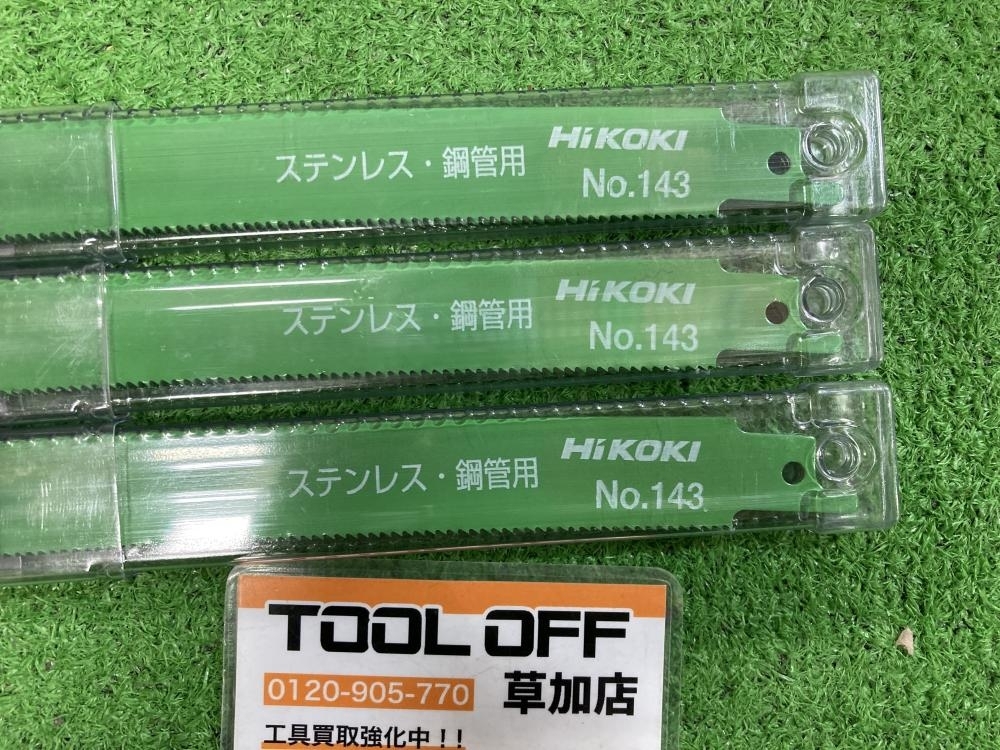 HiKOKI
ステンレス・鋼管用
No.143
HiKOKI
ステンレス・鋼管用
No.143
HiKOKI
ステンレス・鋼管用
No.143
TOOL OFF
0120-905-770 草加店
工具買取強化中!!